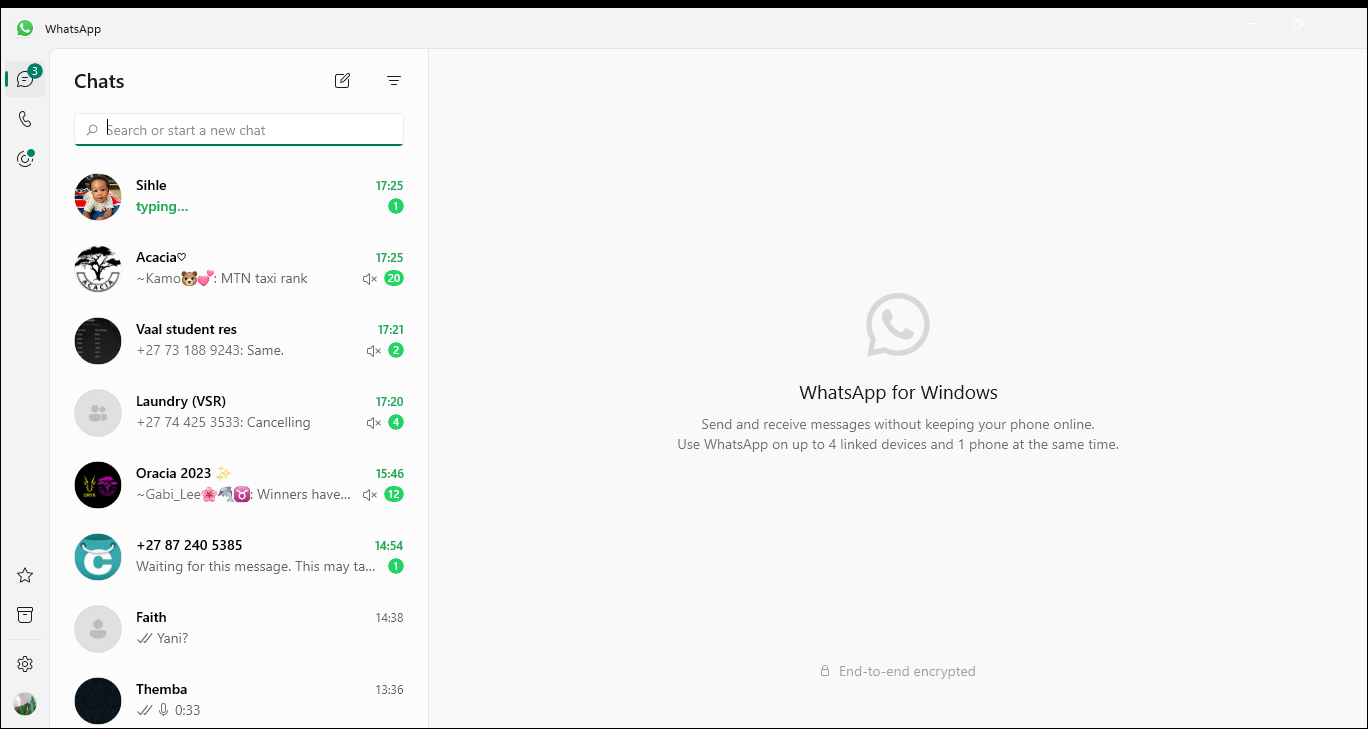 WhatsApp
3
Chats
Search or start a new chat
Sihle 17:25
typing... 1
Acacia♡ 17:25
~Kamo🐻💕: MTN taxi rank 20
ACACIA
Vaal student res 17:21
+27 73 188 9243: Same. 2
Laundry (VSR) 17:20
+27 74 425 3533: Cancelling 4
Oracia 2023 ✨ 15:46
~Gabi_Lee🌸🐬♉: Winners have... 12
+27 87 240 5385 14:54
Waiting for this message. This may ta... 1
Faith 14:38
Yani?
Themba 13:36
0:33
WhatsApp for Windows
Send and receive messages without keeping your phone online.
Use WhatsApp on up to 4 linked devices and 1 phone at the same time.
End-to-end encrypted